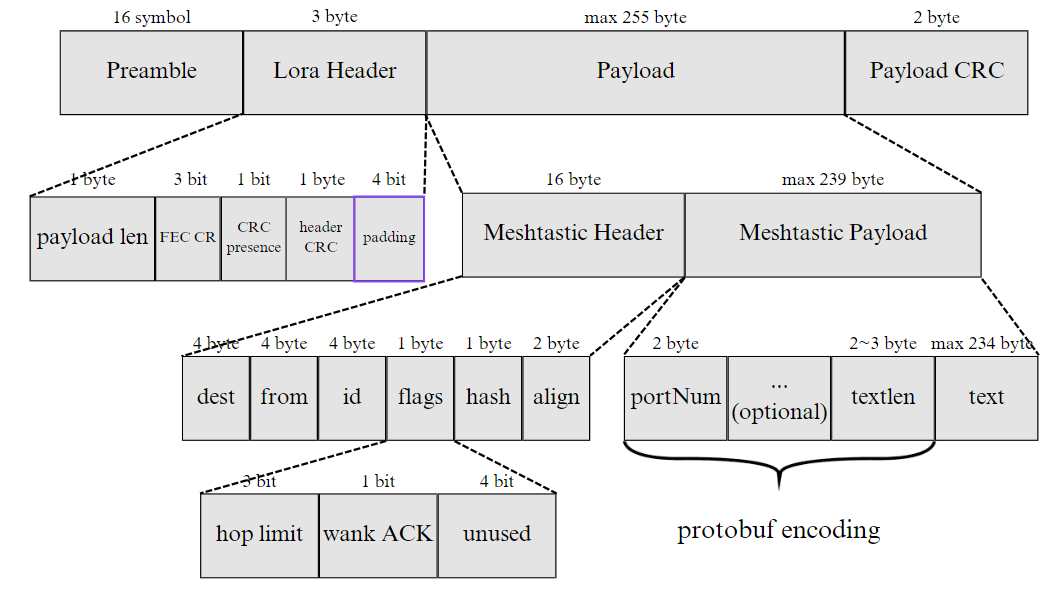 16 symbol 3 byte max 255 byte 2 byte
Preamble Lora Header Payload Payload CRC
1 byte 3 bit 1 bit 1 byte 4 bit 16 byte max 239 byte
payload len FEC CR CRC presence header CRC padding Meshtastic Header Meshtastic Payload
4 byte 4 byte 4 byte 1 byte 1 byte 2 byte 2 byte 2~3 byte max 234 byte
dest from id flags hash align portNum ... (optional) textlen text
3 bit 1 bit 4 bit
hop limit wank ACK unused
protobuf encoding